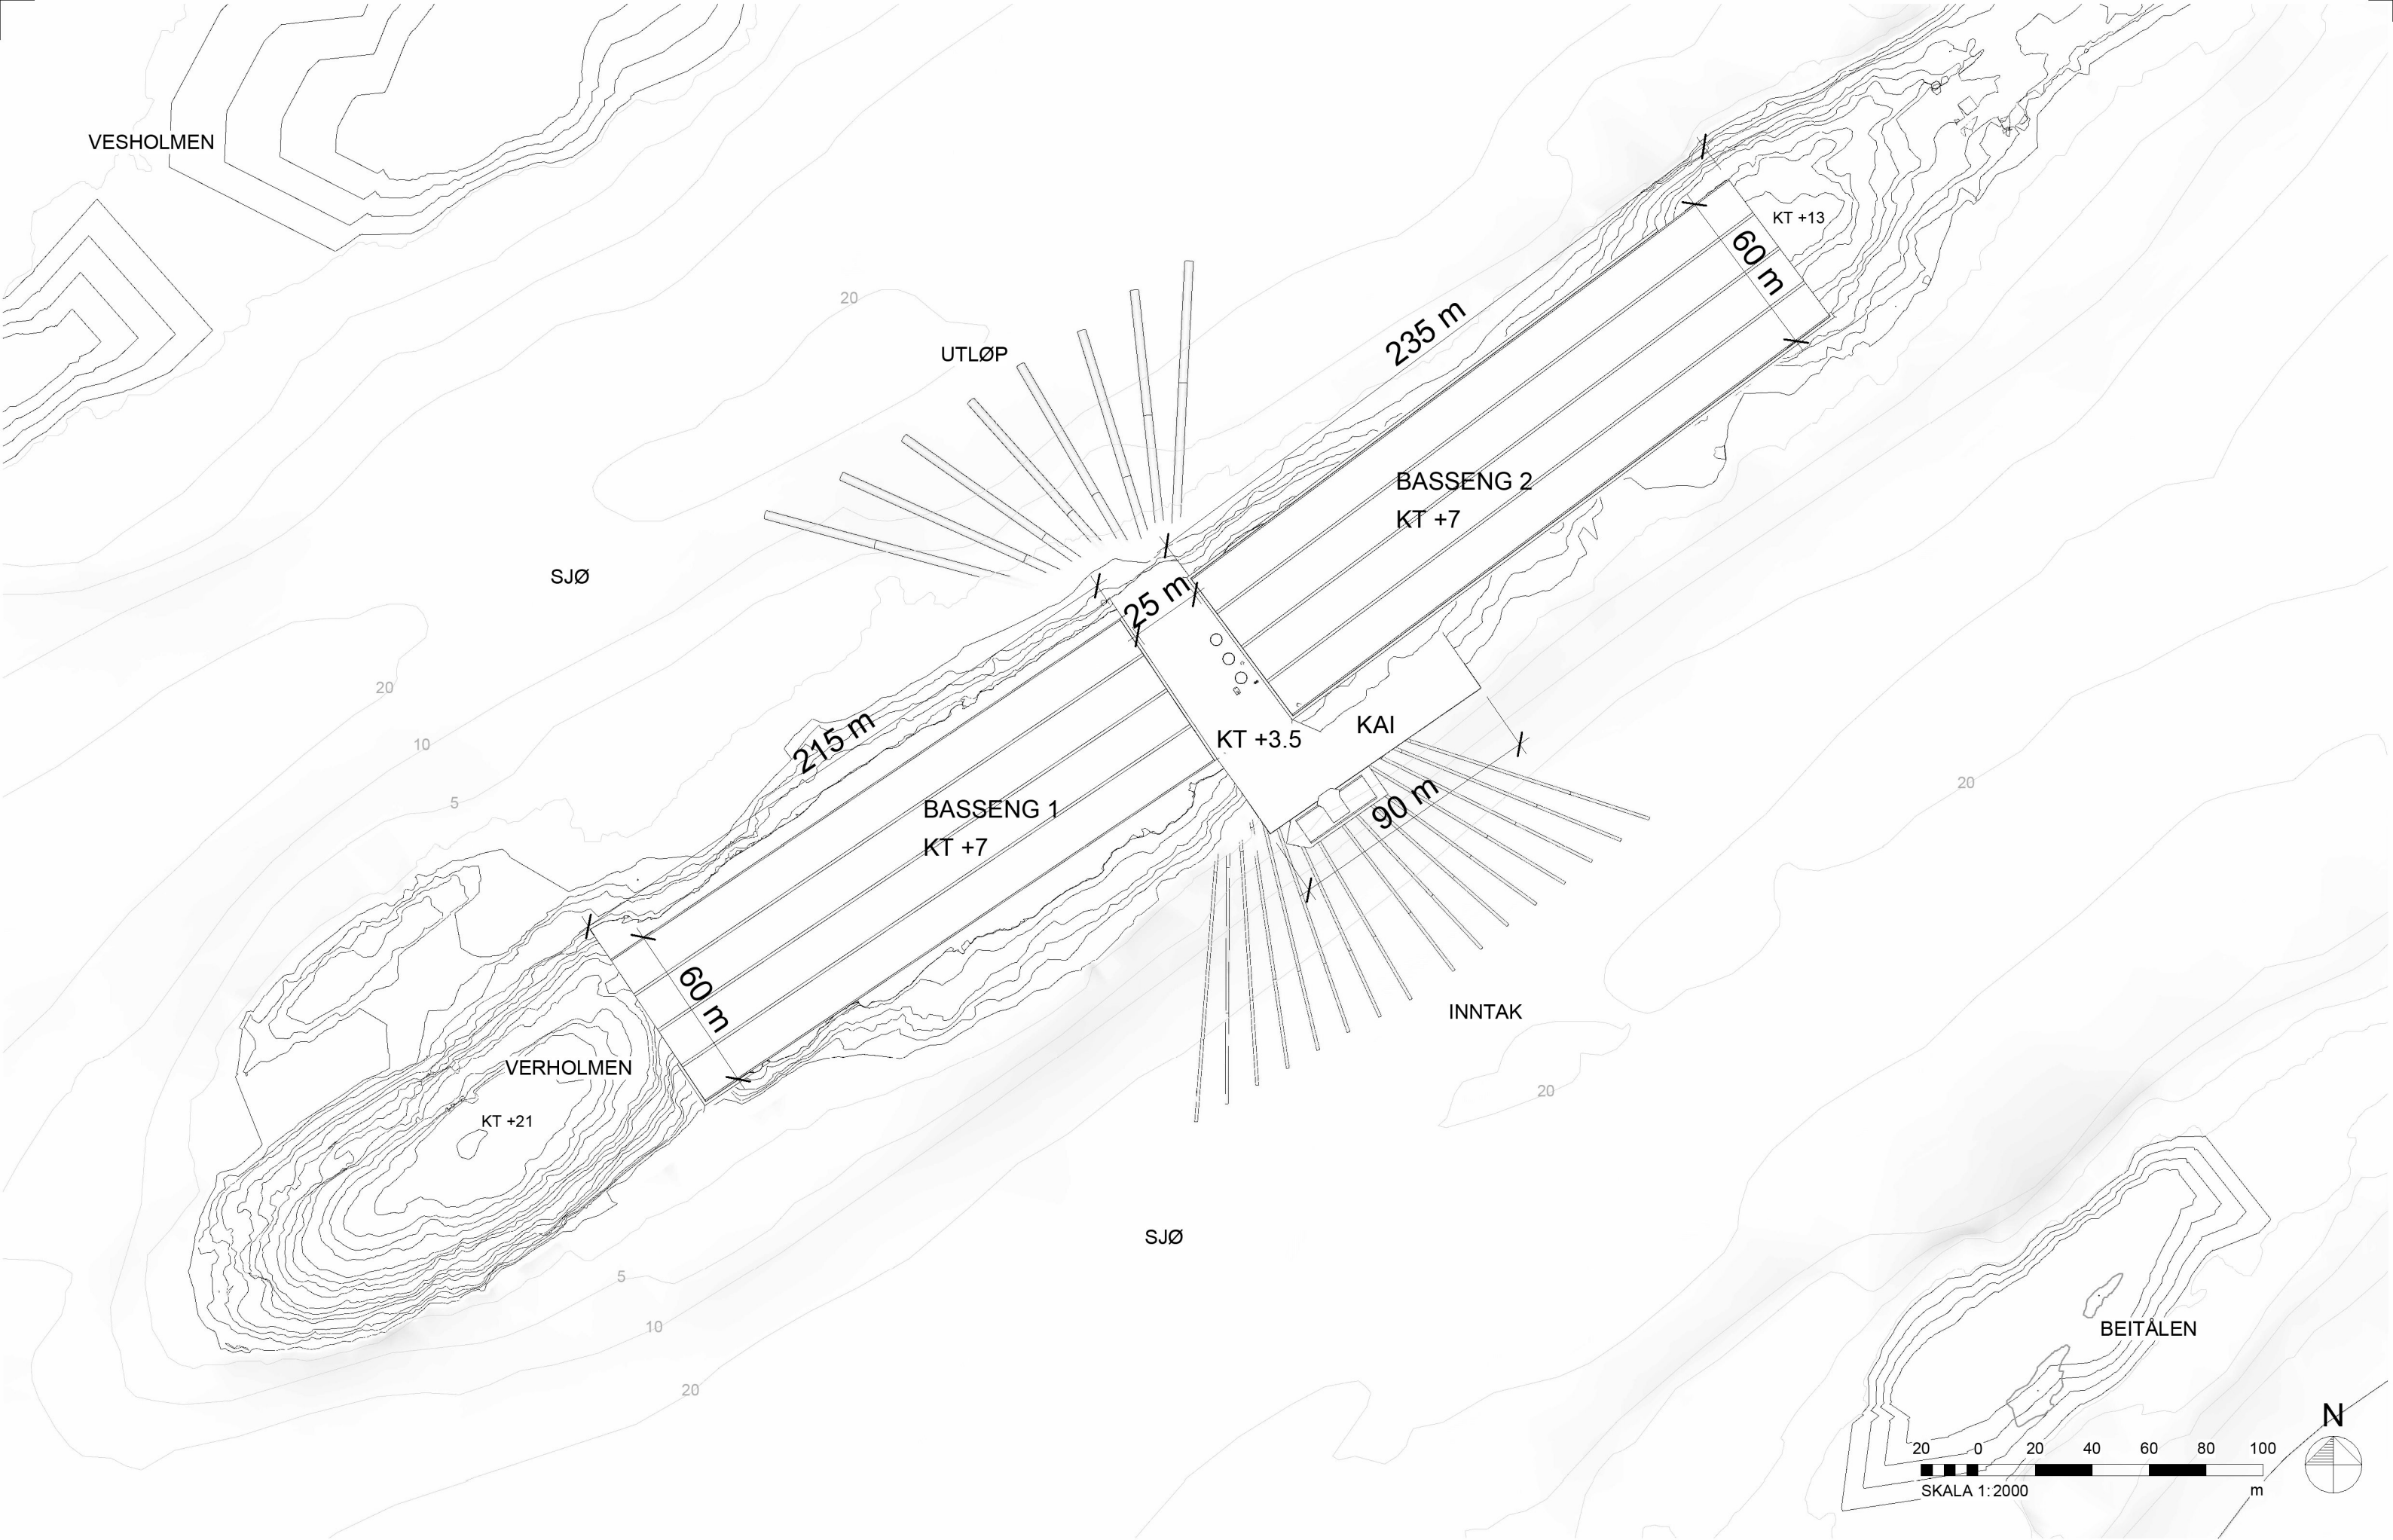 VESHOLMEN
KT +13
60 m
20
235 m
UTLØP
BASSENG 2
KT +7
SJØ
25 m
20
215 m
KT +3.5
KAI
10
20
5
90 m
BASSENG 1
KT +7
60 m
INNTAK
VERHOLMEN
20
KT +21
SJØ
5
10
BEITÅLEN
20
N
20 0 20 40 60 80 100
SKALA 1:2000
m